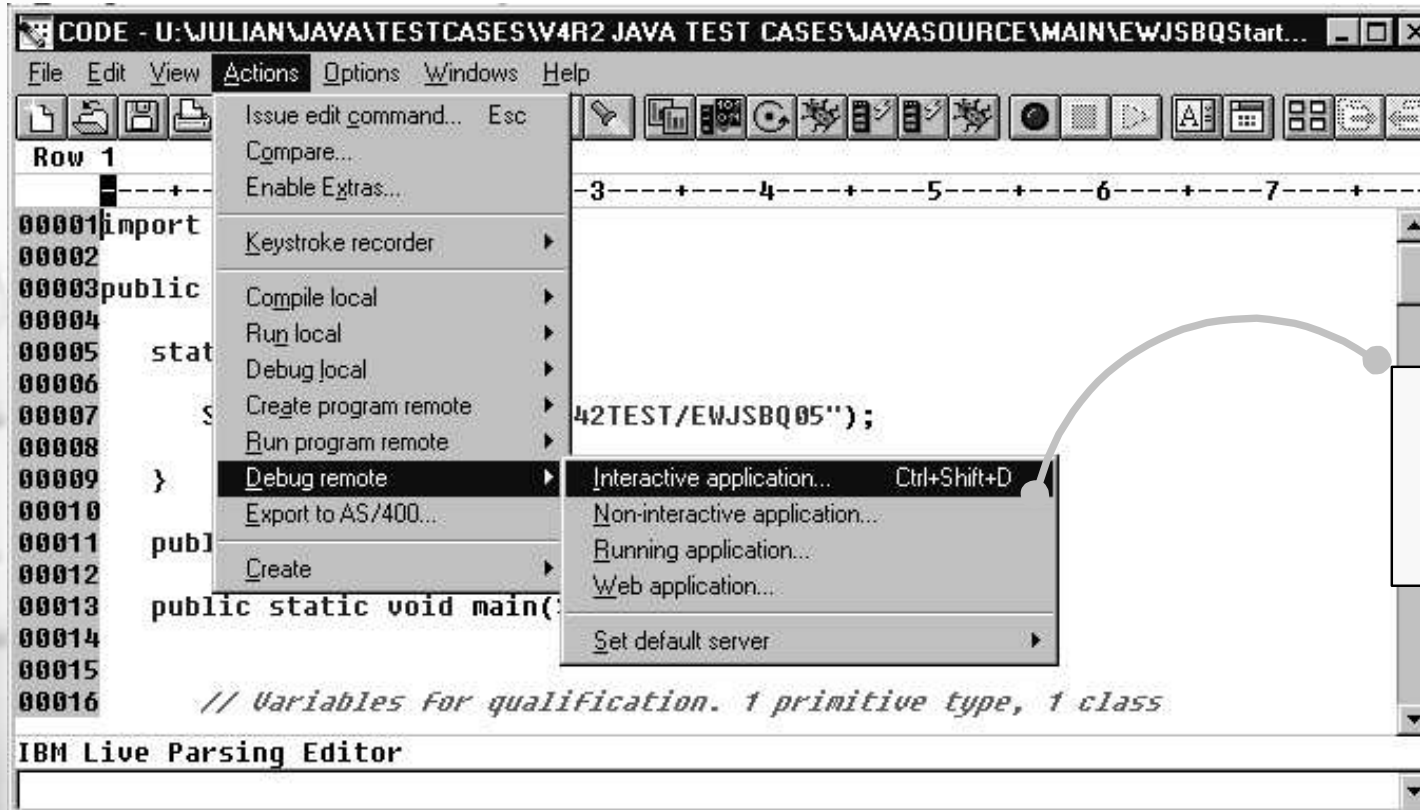 CODE - U:\JULIAN\JAVA\TESTCASES\V4R2 JAVA TEST CASES\JAVASOURCE\MAIN\EWJSBQStart...
File Edit View Actions Options Windows Help
Issue edit command... Esc
Compare...
Enable Extras...
Keystroke recorder
Compile local
Run local
Debug local
Create program remote
Run program remote
Debug remote
Export to AS/400...
Create
Interactive application... Ctrl+Shift+D
Non-interactive application...
Running application...
Web application...
Set default server
Row 1
----+--
-3----+----4----+----5----+----6----+----7----+----
00001import
00002
00003public
00004
00005 stat
00006
00007 S 42TEST/EWJSBQ05");
00008
00009 }
00010
00011 publ
00012
00013 public static void main(
00014
00015
00016 // Variables for qualification. 1 primitive type, 1 class
IBM Live Parsing Editor